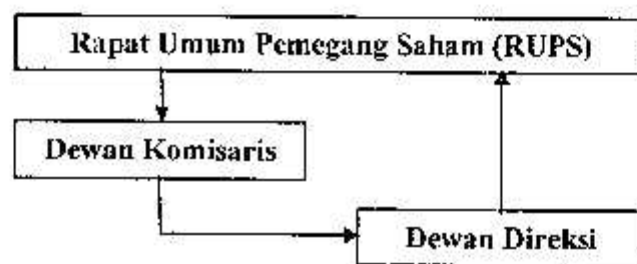 Rapat Umum Pemegang Saham (RUPS)
Dewan Komisaris
Dewan Direksi